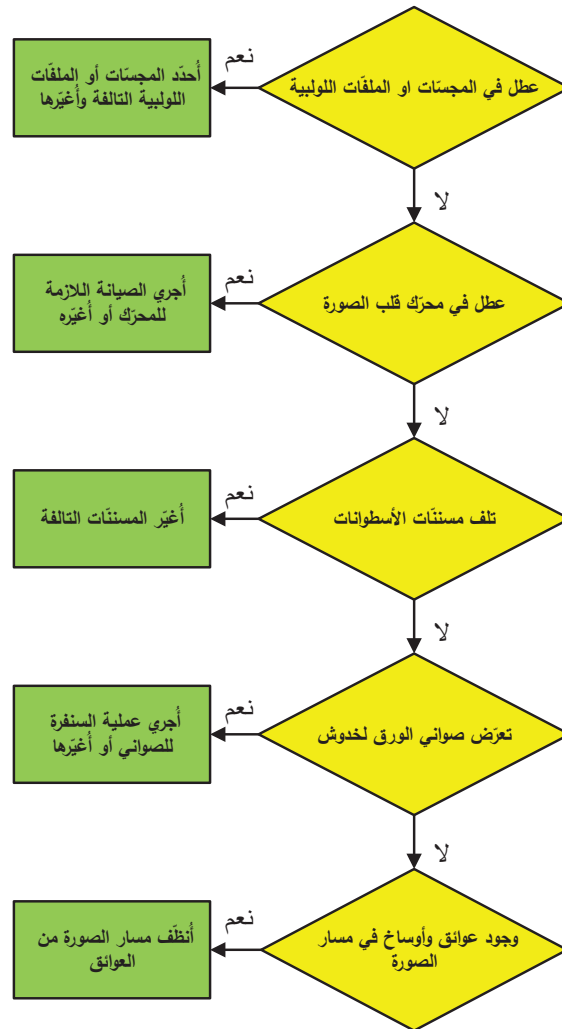 عطل في المجسّات او الملفّات اللولبية
نعم
أُحدّد المجسّات أو الملفّات
اللولبية التالفة وأُغيّرها
لا
عطل في محرّك قلب الصورة
نعم
أُجري الصيانة اللازمة
للمحرّك أو أُغيّره
لا
تلف مسننّات الأسطوانات
نعم
أُغيّر المسننّات التالفة
لا
تعرّض صواني الورق لخدوش
نعم
أُجري عملية السنفرة
للصواني أو أُغيّرها
لا
وجود عوائق وأوساخ في مسار
الصورة
نعم
أُنظّف مسار الصورة من
العوائق